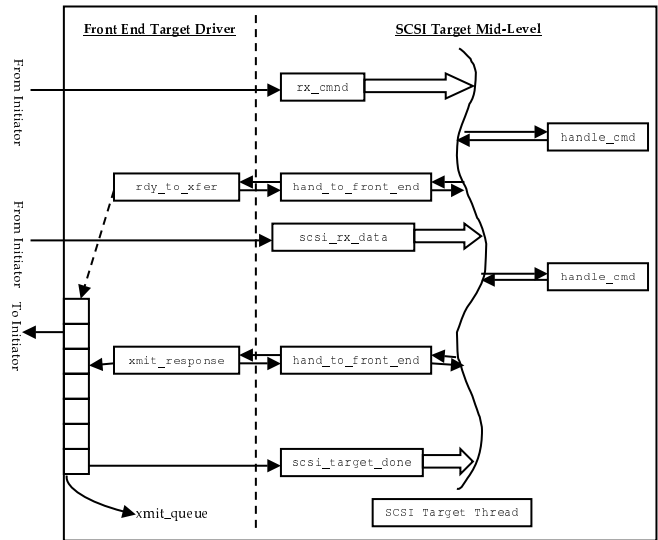 Front End Target Driver
SCSI Target Mid-Level
From Initiator
rx_cmnd
handle_cmd
rdy_to_xfer
hand_to_front_end
From Initiator
scsi_rx_data
handle_cmd
To Initiator
xmit_response
hand_to_front_end
scsi_target_done
xmit_queue
SCSI Target Thread